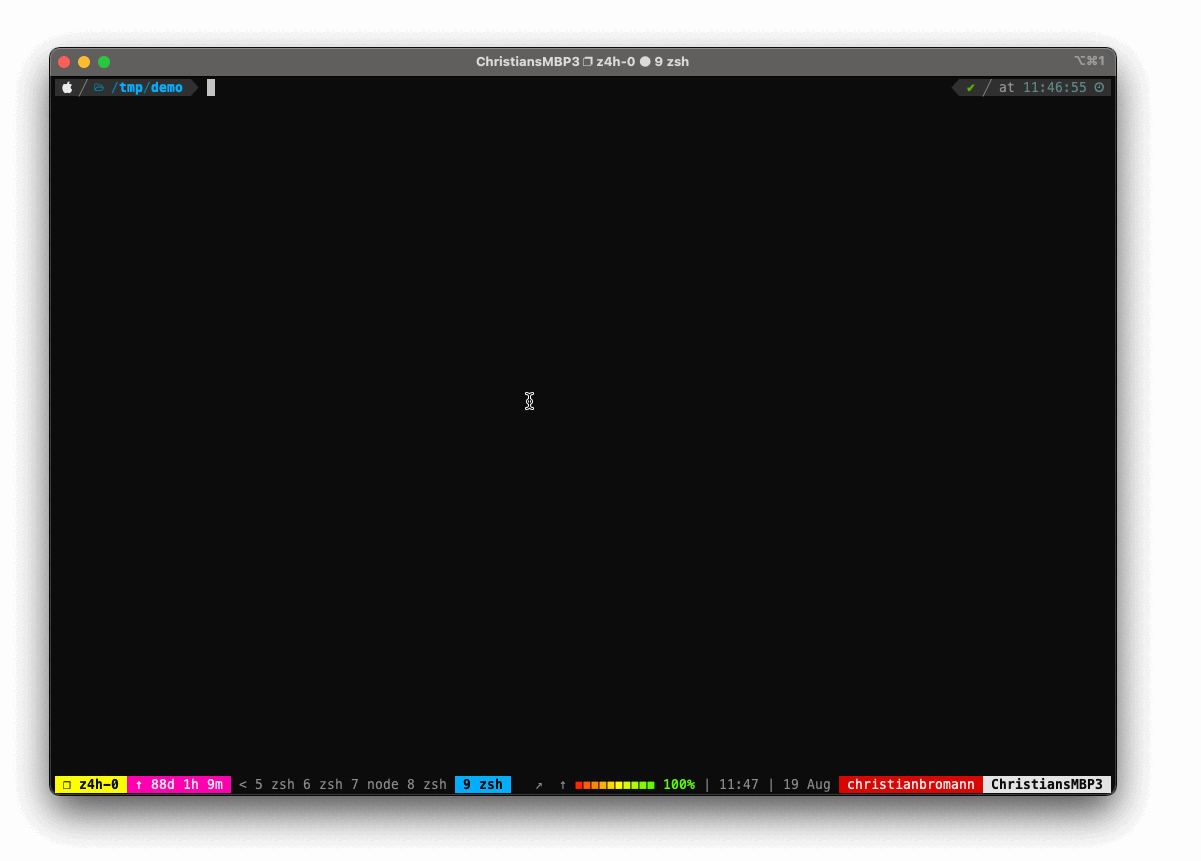 ChristiansMBP3 ❐ z4h-0 ● 9 zsh ⌥⌘1
/tmp/demo ✔ at 11:46:55
❐ z4h-0 ↑ 88d 1h 9m < 5 zsh 6 zsh 7 node 8 zsh 9 zsh ↗ ↑ 100% | 11:47 | 19 Aug christianbromann ChristiansMBP3